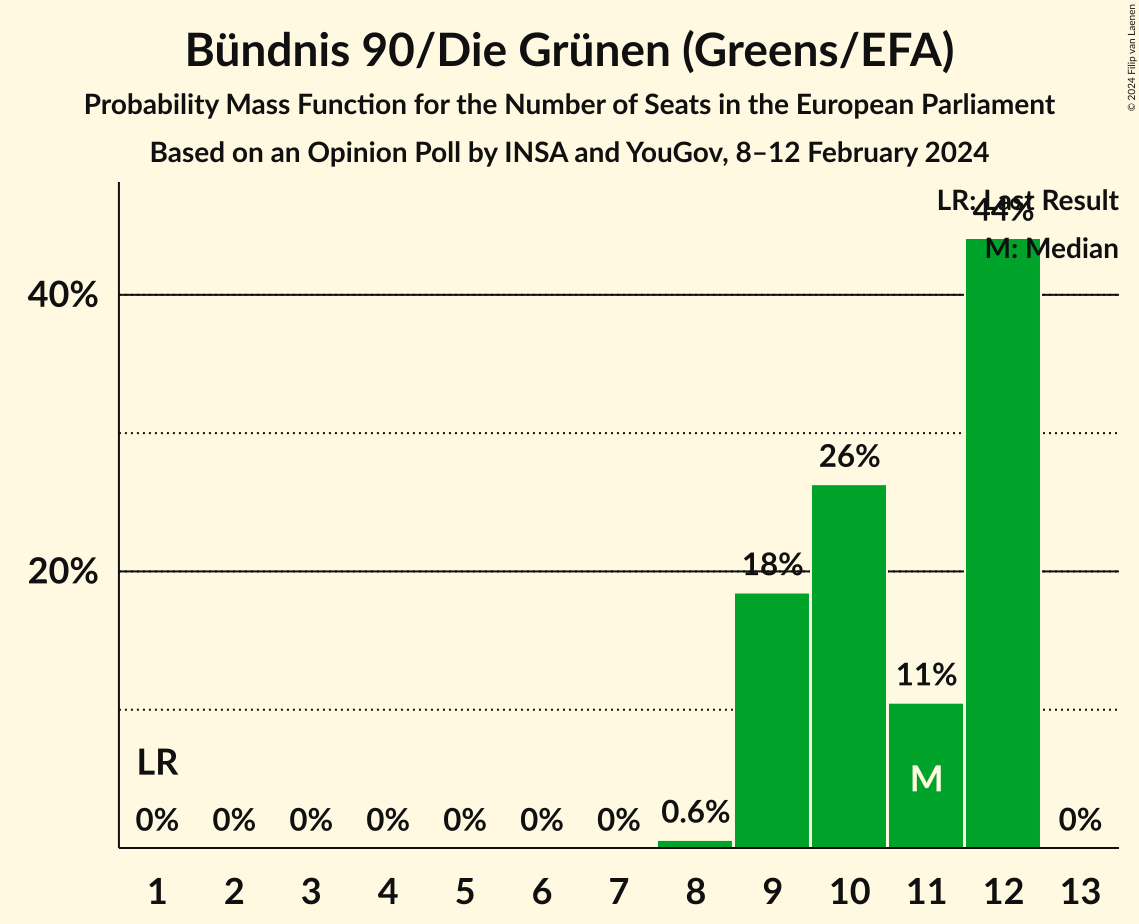 Bündnis 90/Die Grünen (Greens/EFA)
Probability Mass Function for the Number of Seats in the European Parliament
Based on an Opinion Poll by INSA and YouGov, 8–12 February 2024
© 2024 Filip van Laenen
LR: Last Result
M: Median
44%
40%
26%
20%
18%
11%
LR
M
0% 0% 0% 0% 0% 0% 0% 0.6% 0%
1 2 3 4 5 6 7 8 9 10 11 12 13